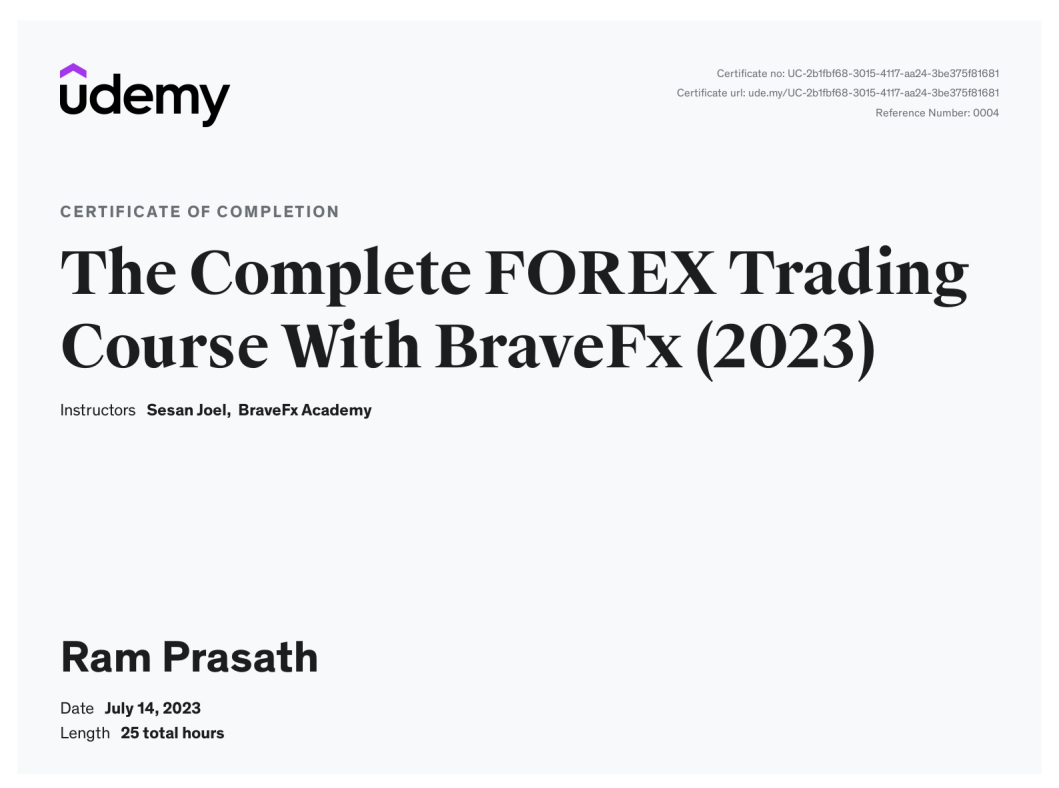 udemy
Certificate no: UC-2b1fbf68-3015-4117-aa24-3be375f81681
Certificate url: ude.my/UC-2b1fbf68-3015-4117-aa24-3be375f81681
Reference Number: 0004
CERTIFICATE OF COMPLETION
The Complete FOREX Trading
Course With BraveFx (2023)
Instructors Sesan Joel, BraveFx Academy
Ram Prasath
Date July 14, 2023
Length 25 total hours